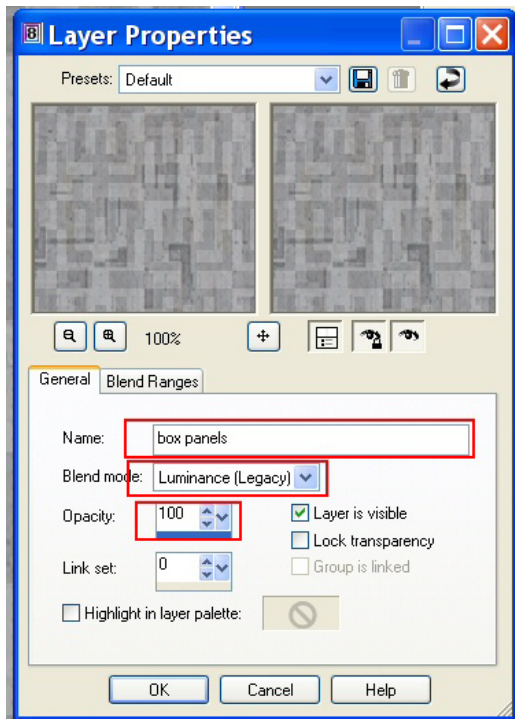 8 Layer Properties
Presets: Default
100%
General Blend Ranges
Name: box panels
Blend mode: Luminance (Legacy)
Opacity: 100 Layer is visible
Lock transparency
Link set: 0 Group is linked
Highlight in layer palette:
OK Cancel Help